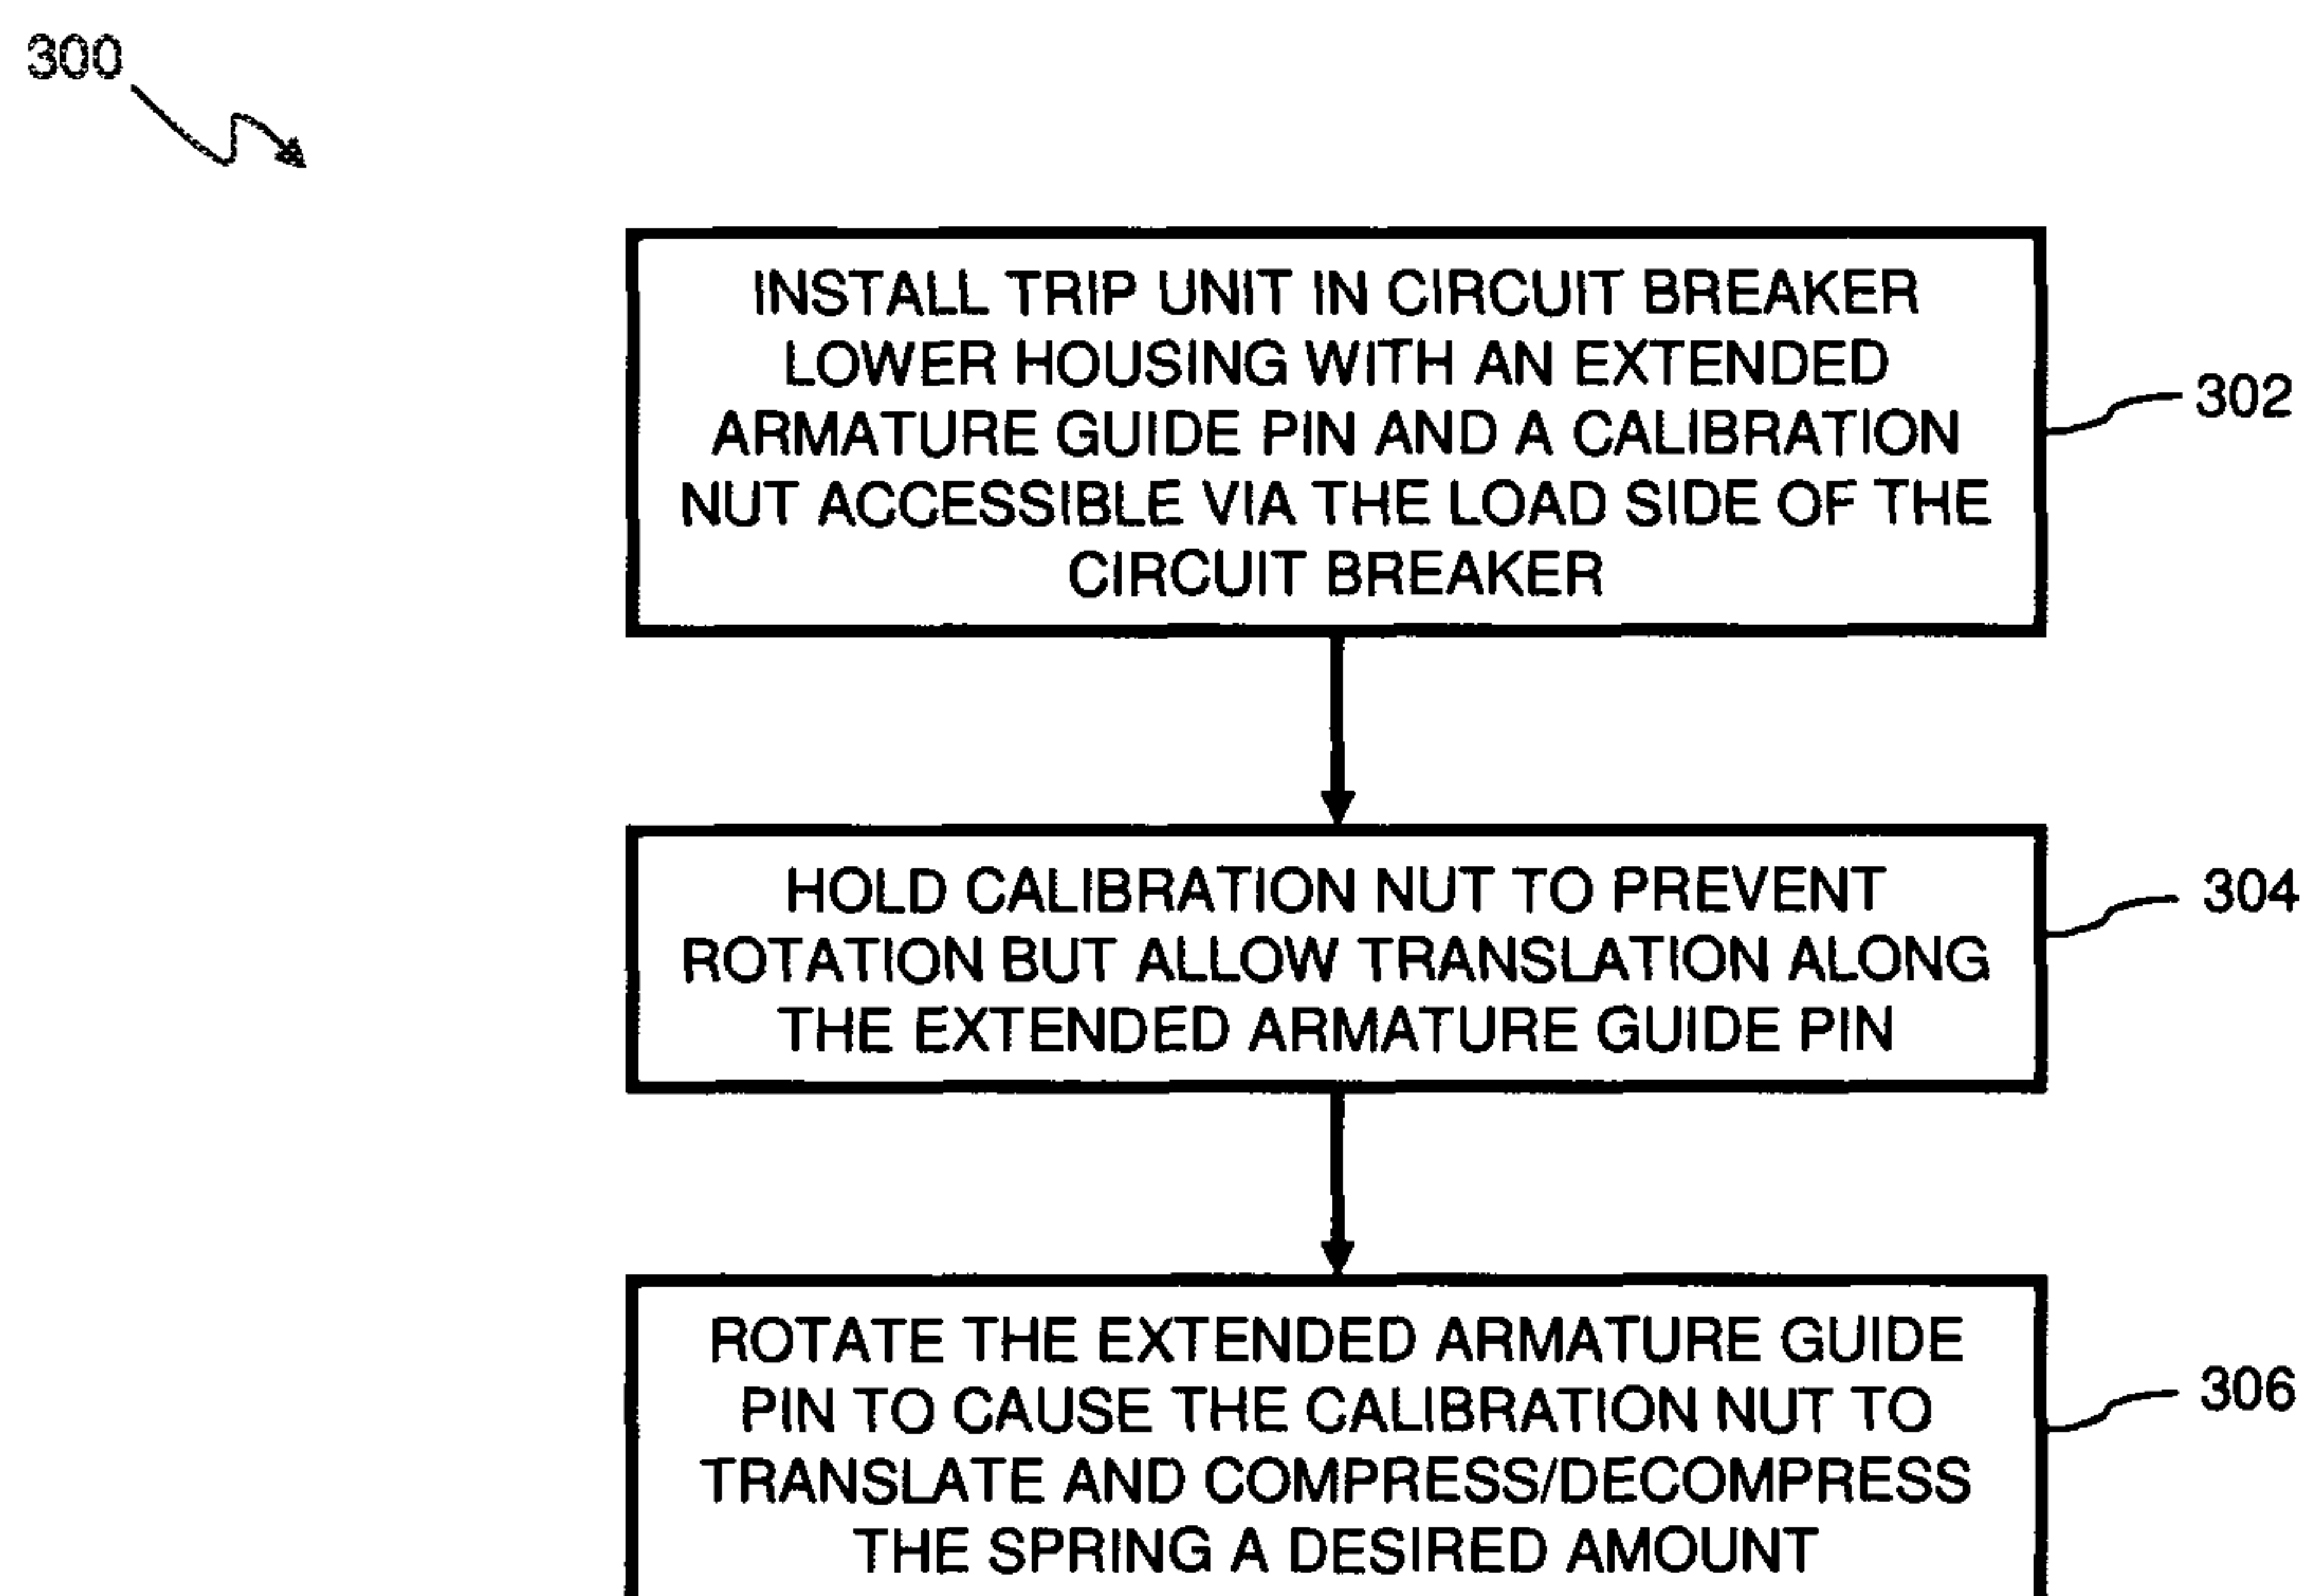 300
INSTALL TRIP UNIT IN CIRCUIT BREAKER
LOWER HOUSING WITH AN EXTENDED
ARMATURE GUIDE PIN AND A CALIBRATION
NUT ACCESSIBLE VIA THE LOAD SIDE OF THE
CIRCUIT BREAKER
302
HOLD CALIBRATION NUT TO PREVENT
ROTATION BUT ALLOW TRANSLATION ALONG
THE EXTENDED ARMATURE GUIDE PIN
304
ROTATE THE EXTENDED ARMATURE GUIDE
PIN TO CAUSE THE CALIBRATION NUT TO
TRANSLATE AND COMPRESS/DECOMPRESS
THE SPRING A DESIRED AMOUNT
306